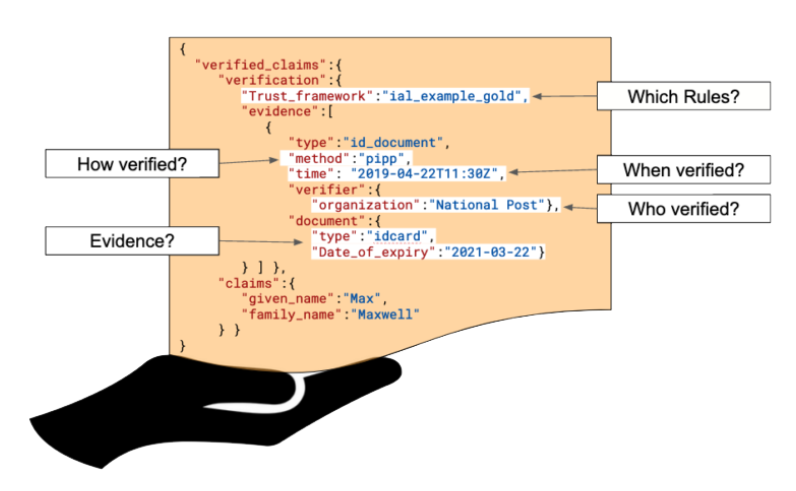 {
"verified_claims":{
"verification":{
"Trust_framework":"ial_example_gold",
Which Rules?
"evidence":[
{
"type":"id_document",
How verified?
"method":"pipp",
"time": "2019-04-22T11:30Z",
When verified?
"verifier":{
"organization":"National Post"},
Who verified?
"document":{
Evidence?
"type":"idcard",
"Date_of_expiry":"2021-03-22"}
} ] },
"claims":{
"given_name":"Max",
"family_name":"Maxwell"
} }
}